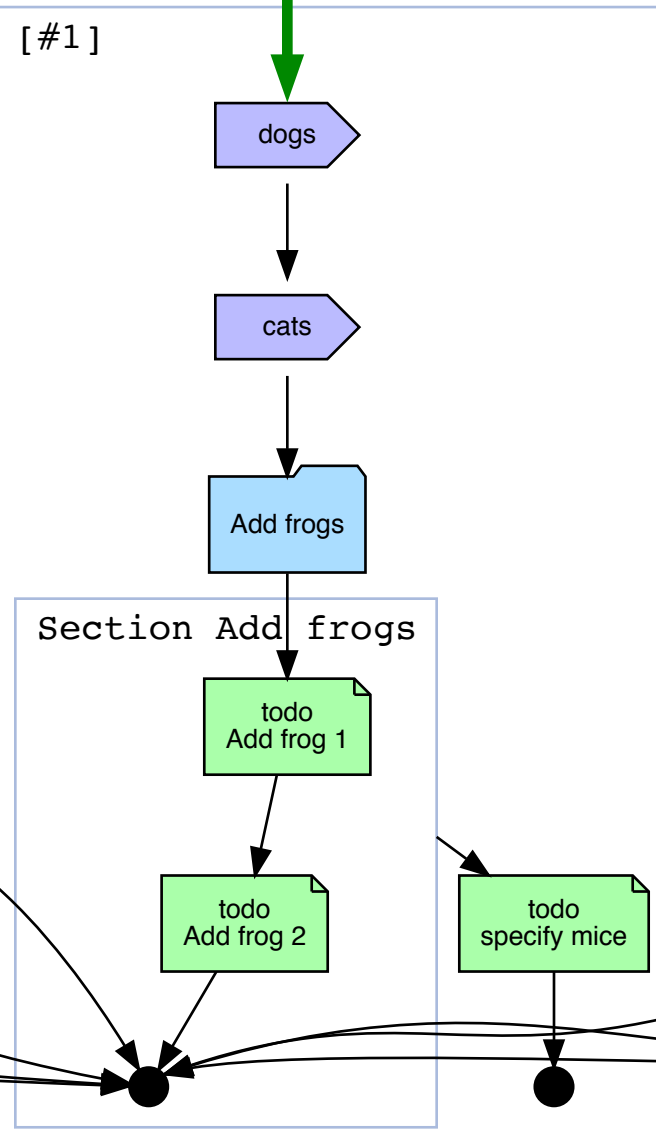 [#1]
dogs
cats
Add frogs
Section Add frogs
todo
Add frog 1
todo
Add frog 2
todo
specify mice